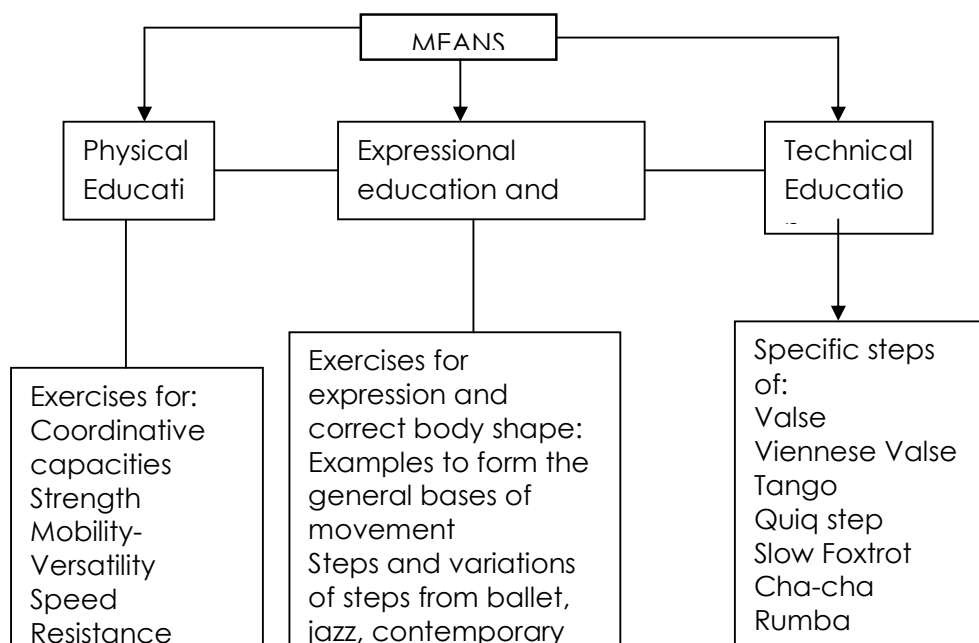 MEANS
Physical
Educati
Expressional
education and
Technical
Educatio
Exercises for:
Coordinative
capacities
Strength
Mobility-
Versatility
Speed
Resistance
Exercises for
expression and
correct body shape:
Examples to form the
general bases of
movement
Steps and variations
of steps from ballet,
jazz, contemporary
Specific steps
of:
Valse
Viennese Valse
Tango
Quiq step
Slow Foxtrot
Cha-cha
Rumba